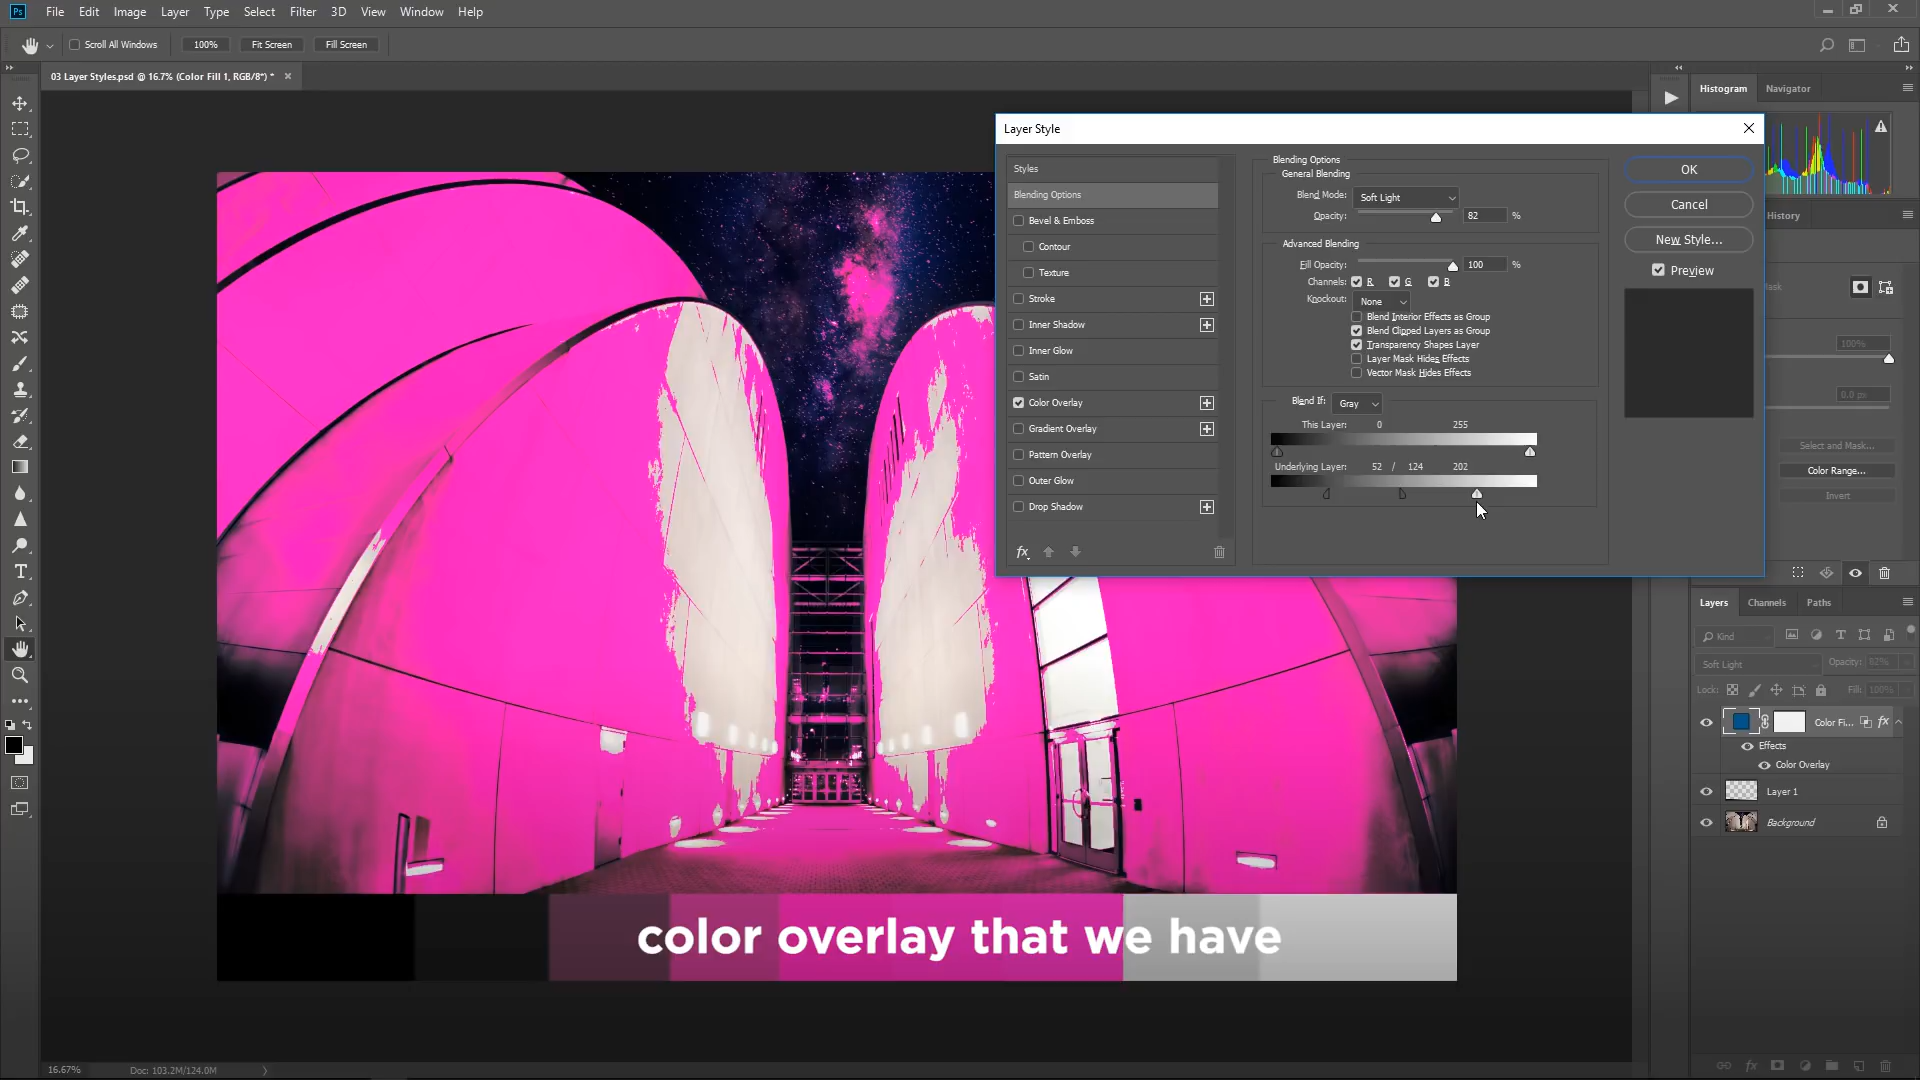 Ps File Edit Image Layer Type Select Filter 3D View Window Help
Scroll All Windows 100% Fit Screen Fill Screen
03 Layer Styles.psd @ 16.7% (Color Fill 1, RGB/8*) *
Histogram Navigator
Layer Style
Styles
Blending Options
Bevel & Emboss
Contour
Texture
Stroke
Inner Shadow
Inner Glow
Satin
Color Overlay
Gradient Overlay
Pattern Overlay
Outer Glow
Drop Shadow
fx
Blending Options
General Blending
Blend Mode: Soft Light
Opacity: 82 %
Advanced Blending
Fill Opacity: 100 %
Channels: R G B
Knockout: None
Blend Interior Effects as Group
Blend Clipped Layers as Group
Transparency Shapes Layer
Layer Mask Hides Effects
Vector Mask Hides Effects
Blend If: Gray
This Layer: 0 255
Underlying Layer: 52 / 124 202
OK
Cancel
New Style...
Preview
History
100%
0.0 px
Select and Mask...
Color Range...
Invert
Layers Channels Paths
Kind
Soft Light Opacity: 82%
Lock: Fill: 100%
Color Fi... fx
Effects
Color Overlay
Layer 1
Background
color overlay that we have
16.67% Doc: 103.2M/124.0M
fx